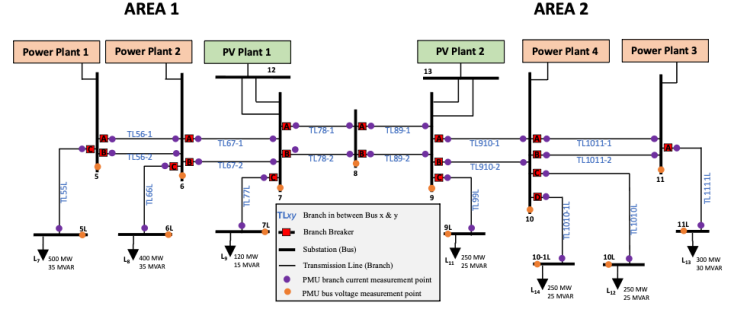 AREA 1
AREA 2
Power Plant 1
Power Plant 2
PV Plant 1
PV Plant 2
Power Plant 4
Power Plant 3
12
13
A
TL56-1
A
TL67-1
A
TL78-1
A
TL89-1
A
TL910-1
A
TL1011-1
A
C
B
TL56-2
B
TL67-2
B
TL78-2
B
TL89-2
B
TL910-2
B
TL1011-2
5
C
6
C
7
8
C
9
C
D
10
11
TL55L
TL66L
TL77L
TL99L
TL1010-1L
TL1010L
TL1111L
TLxy Branch in between Bus x & y
Branch Breaker
Substation (Bus)
Transmission Line (Branch)
PMU branch current measurement point
PMU bus voltage measurement point
5L
6L
7L
9L
10-1L
10L
11L
L7 500 MW
35 MVAR
L8 400 MW
35 MVAR
L9 120 MW
15 MVAR
L11 250 MW
25 MVAR
L14 250 MW
25 MVAR
L12 250 MW
25 MVAR
L13 300 MW
30 MVAR